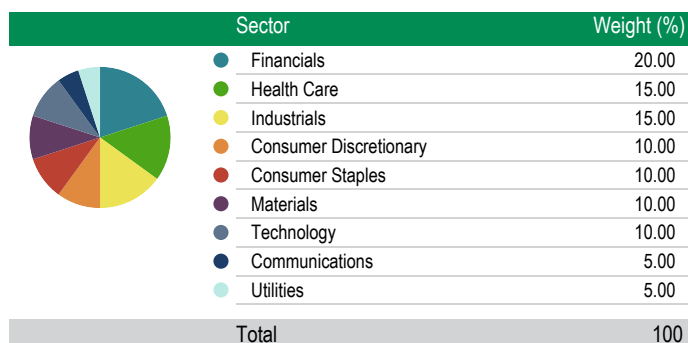 Sector Weight (%)
Financials 20.00
Health Care 15.00
Industrials 15.00
Consumer Discretionary 10.00
Consumer Staples 10.00
Materials 10.00
Technology 10.00
Communications 5.00
Utilities 5.00
Total 100